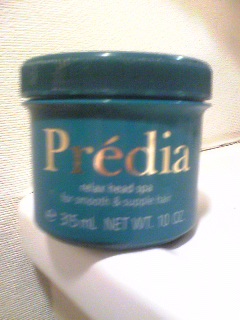 Prédia
relax head spa
for smooth & supple hair
℮ 315mL NET WT. 10 OZ.